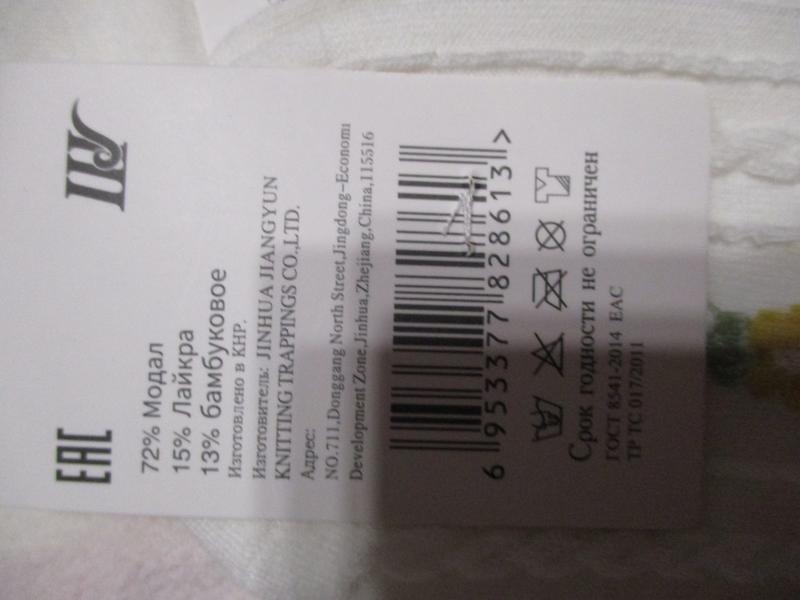 EAC
72% Модал
15% Лайкра
13% бамбуковое
Изготовлено в КНР.
Изготовитель: JINHUA JIANGYUN
KNITTING TRAPPINGS CO.,LTD.
Адрес:
NO.711,Donggang North Street,Jingdong-Economi
Development Zone,Jinhua,Zhejiang,China,115516
6 953377 828613 >
Срок годности не ограничен
ГОСТ 8541-2014 EAC
ТР ТС 017/2011